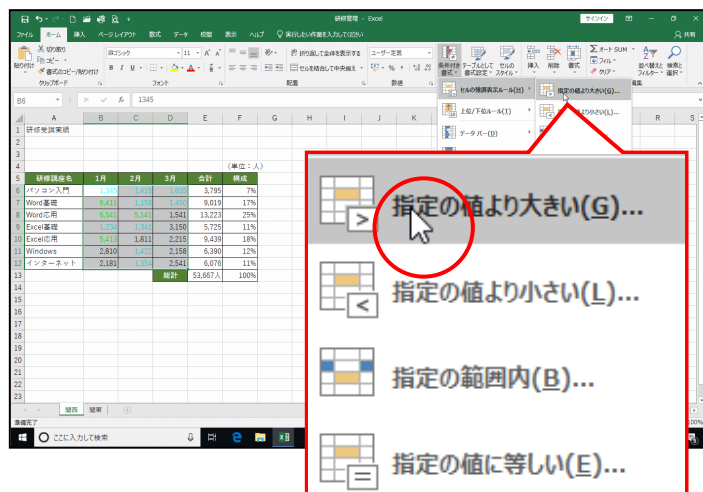 研修管理 - Excel
サインイン
ファイル ホーム 挿入 ページレイアウト 数式 データ 校閲 表示 ヘルプ 実行したい作業を入力してください 共有
切り取り
コピー
書式のコピー/貼り付け
貼り付け
游ゴシック 11
B I U
折り返して全体を表示する
セルを結合して中央揃え
ユーザー定義
条件付き書式 テーブルとして書式設定 セルのスタイル
挿入 削除 書式
オート SUM
フィル
クリア
並べ替えとフィルター 検索と選択
クリップボード フォント 配置 数値
B6 1345
セルの強調表示ルール(H)
上位/下位ルール(T)
データ バー(D)
指定の値より大きい(G)...
指定の値より小さい(L)...
A B C D E F G H I J K R S
1 研修受講実績
2
3
4 (単位：人)
5 研修講座名 1月 2月 3月 合計 構成
6 パソコン入門 1,345 1,415 1,035 3,795 7%
7 Word基礎 6,411 1,158 1,450 9,019 17%
8 Word応用 6,541 5,141 1,541 13,223 25%
9 Excel基礎 1,234 1,341 3,150 5,725 11%
10 Excel応用 5,413 1,811 2,215 9,439 18%
11 Windows 2,810 1,422 2,158 6,390 12%
12 インターネット 2,181 1,354 2,541 6,076 11%
13 総計 53,667人 100%
14
15
16
17
18
19
20
21
22
23
関西 関東
準備完了
100%
ここに入力して検索
指定の値より大きい(G)...
指定の値より小さい(L)...
指定の範囲内(B)...
指定の値に等しい(E)...